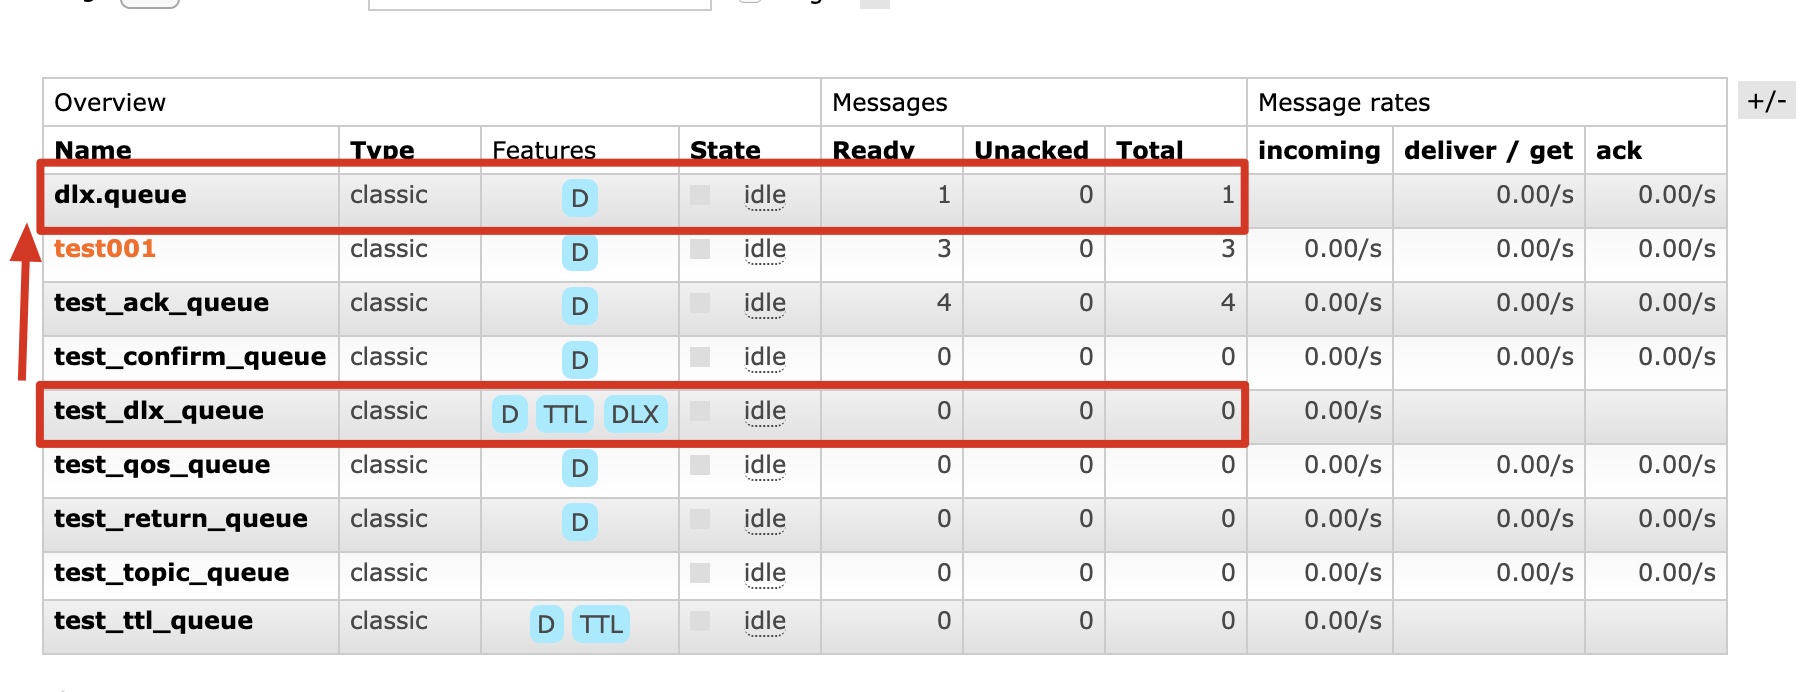 Overview Messages Message rates +/-
Name Type Features State Ready Unacked Total incoming deliver / get ack
dlx.queue classic D idle 1 0 1 0.00/s 0.00/s
test001 classic D idle 3 0 3 0.00/s 0.00/s 0.00/s
test_ack_queue classic D idle 4 0 4 0.00/s 0.00/s 0.00/s
test_confirm_queue classic D idle 0 0 0 0.00/s 0.00/s 0.00/s
test_dlx_queue classic D TTL DLX idle 0 0 0 0.00/s
test_qos_queue classic D idle 0 0 0 0.00/s 0.00/s 0.00/s
test_return_queue classic D idle 0 0 0 0.00/s 0.00/s 0.00/s
test_topic_queue classic idle 0 0 0 0.00/s 0.00/s 0.00/s
test_ttl_queue classic D TTL idle 0 0 0 0.00/s